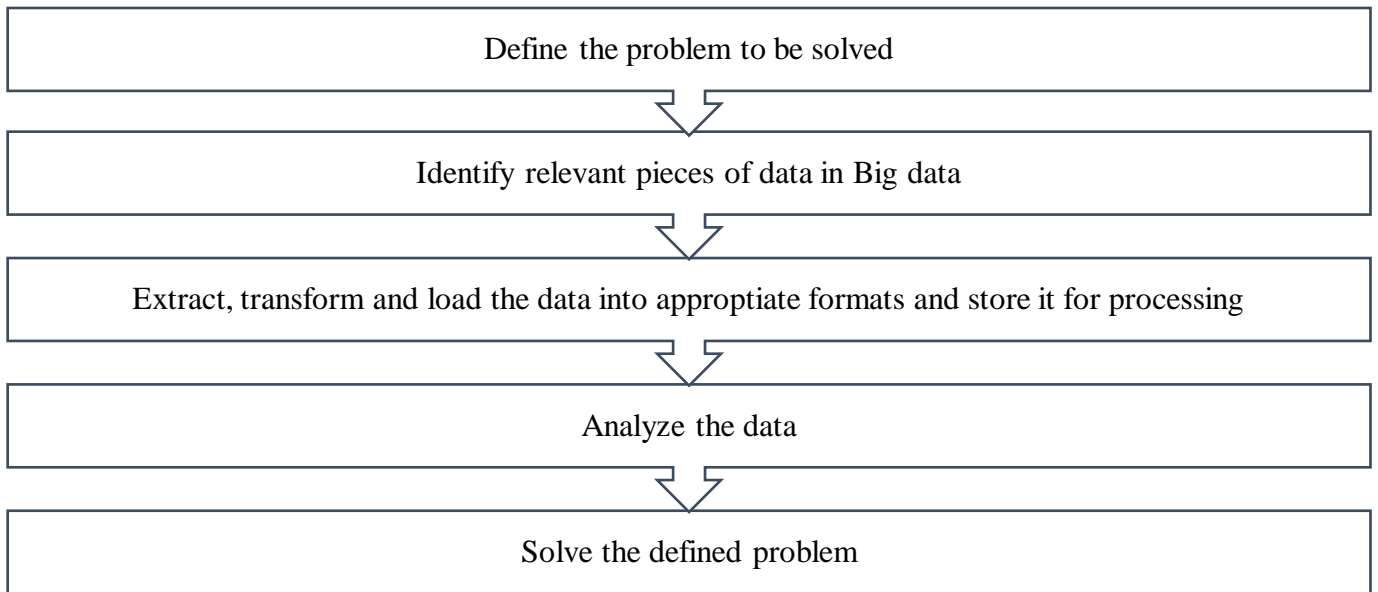 Define the problem to be solved
Identify relevant pieces of data in Big data
Extract, transform and load the data into approptiate formats and store it for processing
Analyze the data
Solve the defined problem